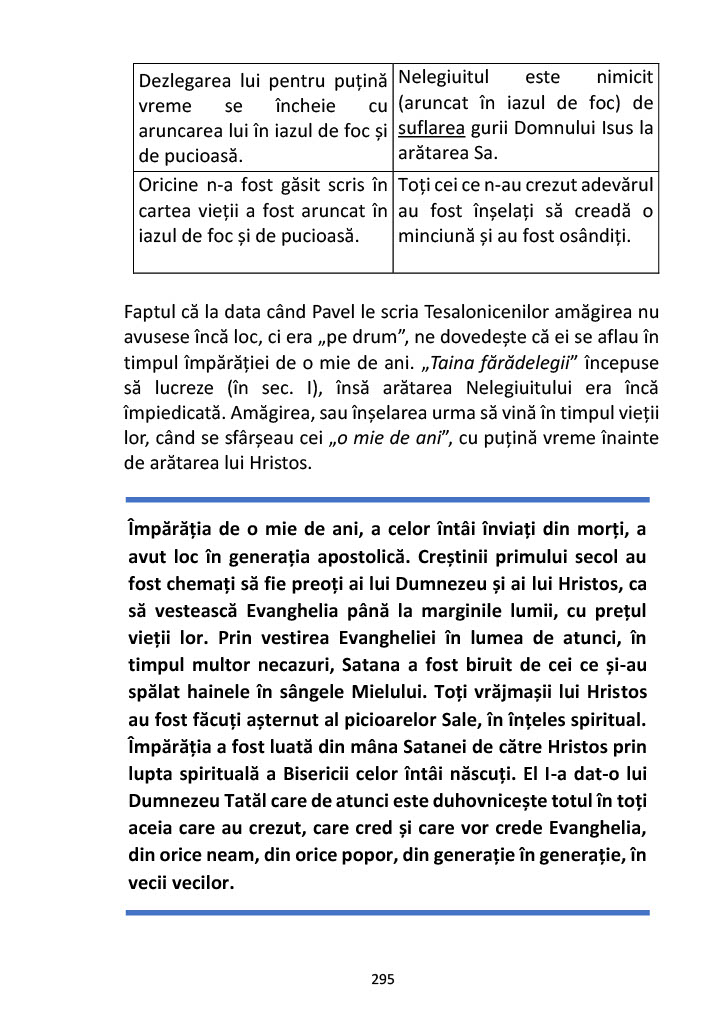 Dezlegarea lui pentru puțină
vreme se încheie cu
aruncarea lui în iazul de foc și
de pucioasă.
Nelegiuitul este nimicit
(aruncat în iazul de foc) de
suflarea gurii Domnului Isus la
arătarea Sa.
Oricine n-a fost găsit scris în
cartea vieții a fost aruncat în
iazul de foc și de pucioasă.
Toți cei ce n-au crezut adevărul
au fost înșelați să creadă o
minciună și au fost osândiți.
Faptul că la data când Pavel le scria Tesalonicenilor amăgirea nu
avusese încă loc, ci era „pe drum”, ne dovedește că ei se aflau în
timpul împărăției de o mie de ani. „Taina fărădelegii” începuse
să lucreze (în sec. I), însă arătarea Nelegiuitului era încă
împiedicată. Amăgirea, sau înșelarea urma să vină în timpul vieții
lor, când se sfârșeau cei „o mie de ani”, cu puțină vreme înainte
de arătarea lui Hristos.
Împărăția de o mie de ani, a celor întâi înviați din morți, a
avut loc în generația apostolică. Creștinii primului secol au
fost chemați să fie preoți ai lui Dumnezeu și ai lui Hristos, ca
să vestească Evanghelia până la marginile lumii, cu prețul
vieții lor. Prin vestirea Evangheliei în lumea de atunci, în
timpul multor necazuri, Satana a fost biruit de cei ce și-au
spălat hainele în sângele Mielului. Toți vrăjmașii lui Hristos
au fost făcuți așternut al picioarelor Sale, în înțeles spiritual.
Împărăția a fost luată din mâna Satanei de către Hristos prin
lupta spirituală a Bisericii celor întâi născuți. El I-a dat-o lui
Dumnezeu Tatăl care de atunci este duhovnicește totul în toți
aceia care au crezut, care cred și care vor crede Evanghelia,
din orice neam, din orice popor, din generație în generație, în
vecii vecilor.
295